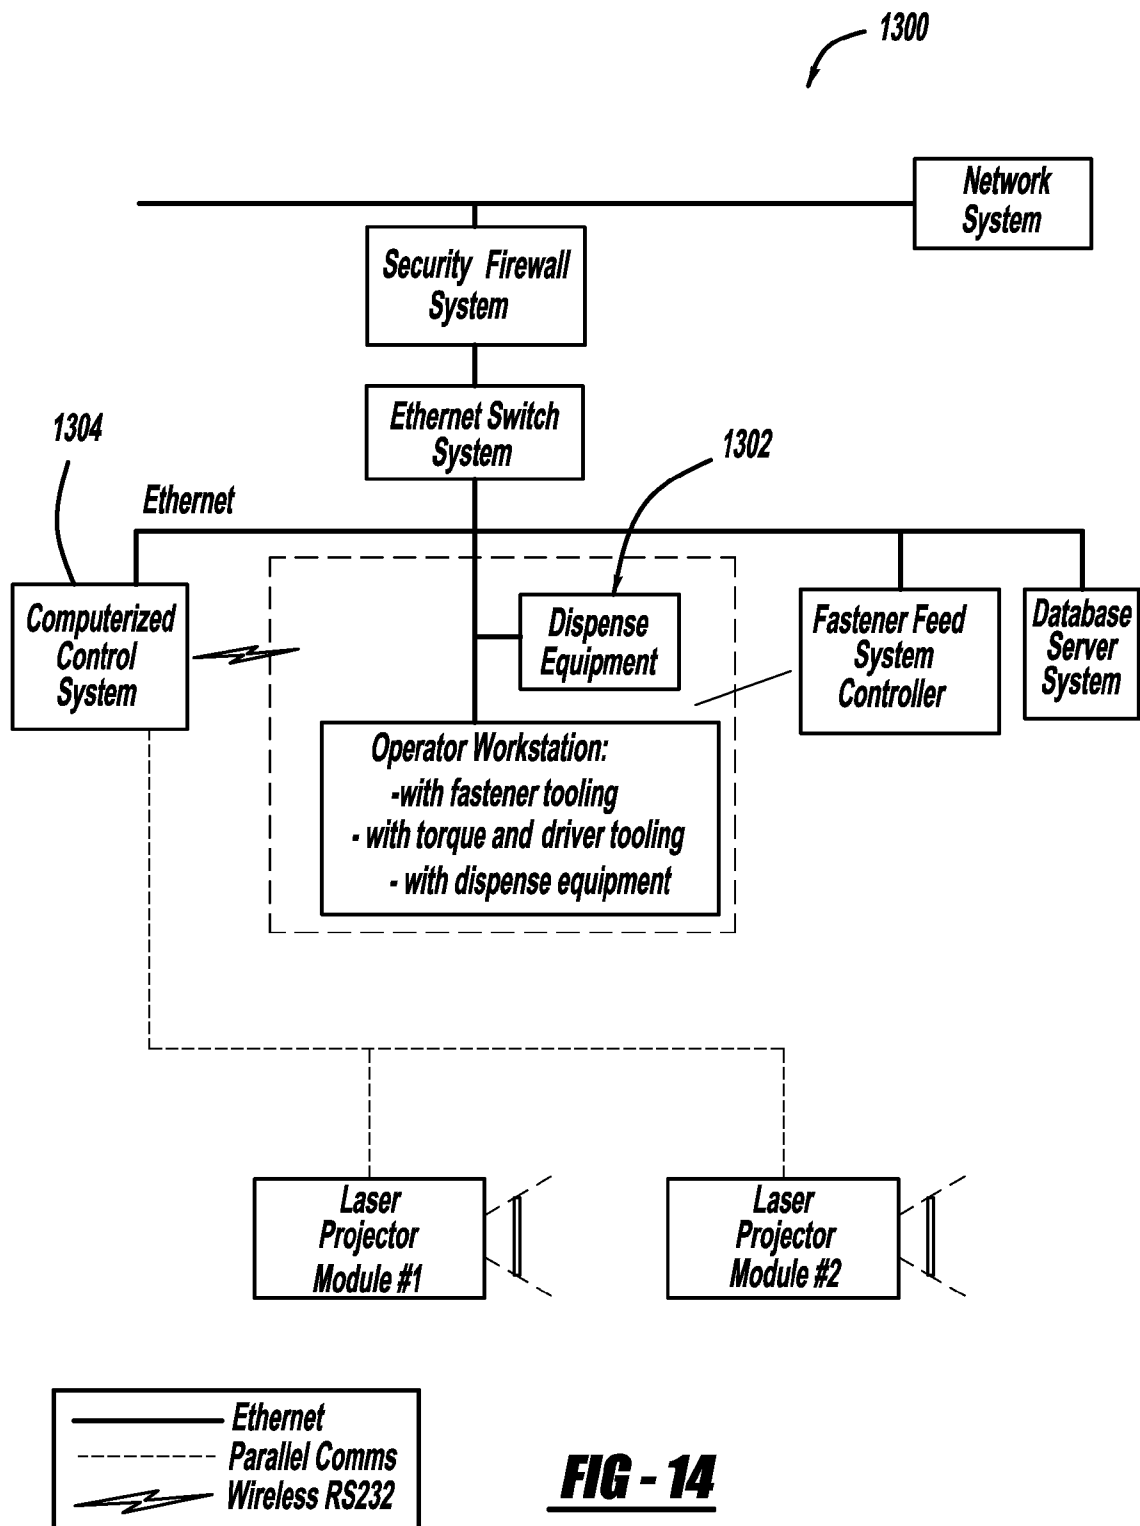 1300
Network
System
Security Firewall
System
Ethernet Switch
System
1304
1302
Ethernet
Computerized
Control
System
Dispense
Equipment
Fastener Feed
System
Controller
Database
Server
System
Operator Workstation:
-with fastener tooling
- with torque and driver tooling
- with dispense equipment
Laser
Projector
Module #1
Laser
Projector
Module #2
Ethernet
Parallel Comms
Wireless RS232
FIG - 14